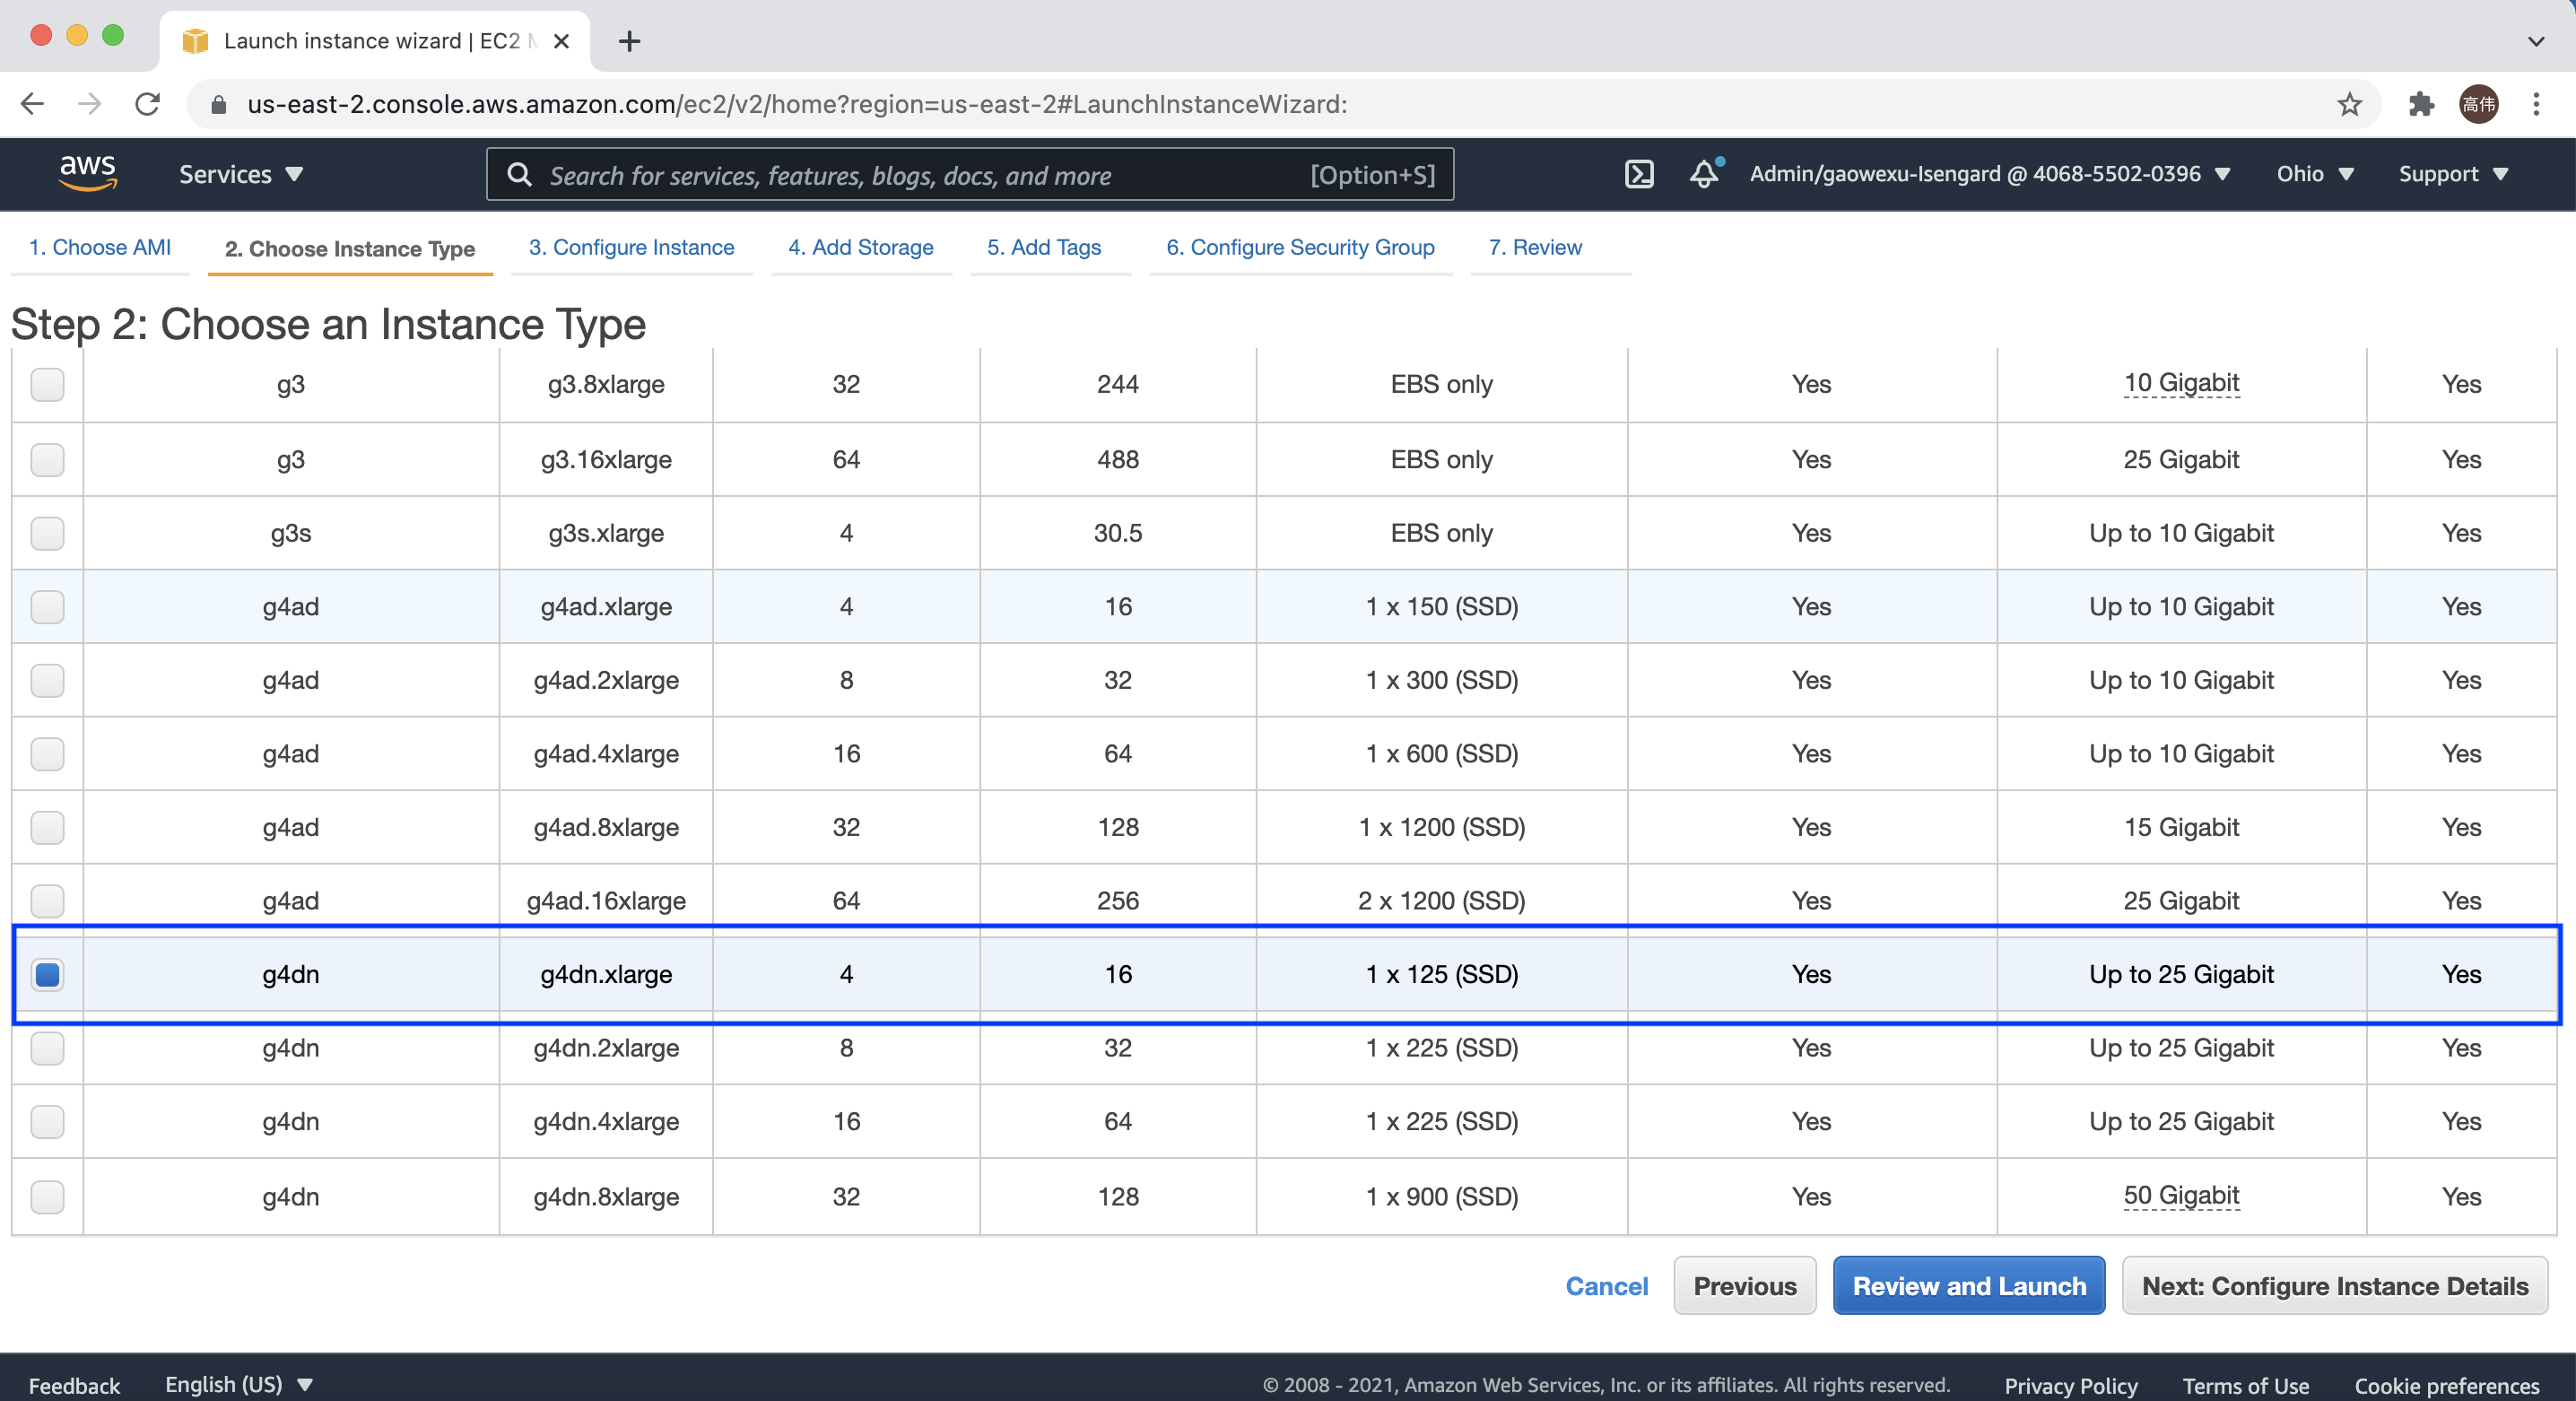 Launch instance wizard | EC2
us-east-2.console.aws.amazon.com/ec2/v2/home?region=us-east-2#LaunchInstanceWizard:
高伟
aws Services Search for services, features, blogs, docs, and more [Option+S] Admin/gaowexu-Isengard @ 4068-5502-0396 Ohio Support
1. Choose AMI 2. Choose Instance Type 3. Configure Instance 4. Add Storage 5. Add Tags 6. Configure Security Group 7. Review
Step 2: Choose an Instance Type
g3 g3.8xlarge 32 244 EBS only Yes 10 Gigabit Yes
g3 g3.16xlarge 64 488 EBS only Yes 25 Gigabit Yes
g3s g3s.xlarge 4 30.5 EBS only Yes Up to 10 Gigabit Yes
g4ad g4ad.xlarge 4 16 1 x 150 (SSD) Yes Up to 10 Gigabit Yes
g4ad g4ad.2xlarge 8 32 1 x 300 (SSD) Yes Up to 10 Gigabit Yes
g4ad g4ad.4xlarge 16 64 1 x 600 (SSD) Yes Up to 10 Gigabit Yes
g4ad g4ad.8xlarge 32 128 1 x 1200 (SSD) Yes 15 Gigabit Yes
g4ad g4ad.16xlarge 64 256 2 x 1200 (SSD) Yes 25 Gigabit Yes
g4dn g4dn.xlarge 4 16 1 x 125 (SSD) Yes Up to 25 Gigabit Yes
g4dn g4dn.2xlarge 8 32 1 x 225 (SSD) Yes Up to 25 Gigabit Yes
g4dn g4dn.4xlarge 16 64 1 x 225 (SSD) Yes Up to 25 Gigabit Yes
g4dn g4dn.8xlarge 32 128 1 x 900 (SSD) Yes 50 Gigabit Yes
Cancel Previous Review and Launch Next: Configure Instance Details
Feedback English (US) © 2008 - 2021, Amazon Web Services, Inc. or its affiliates. All rights reserved. Privacy Policy Terms of Use Cookie preferences